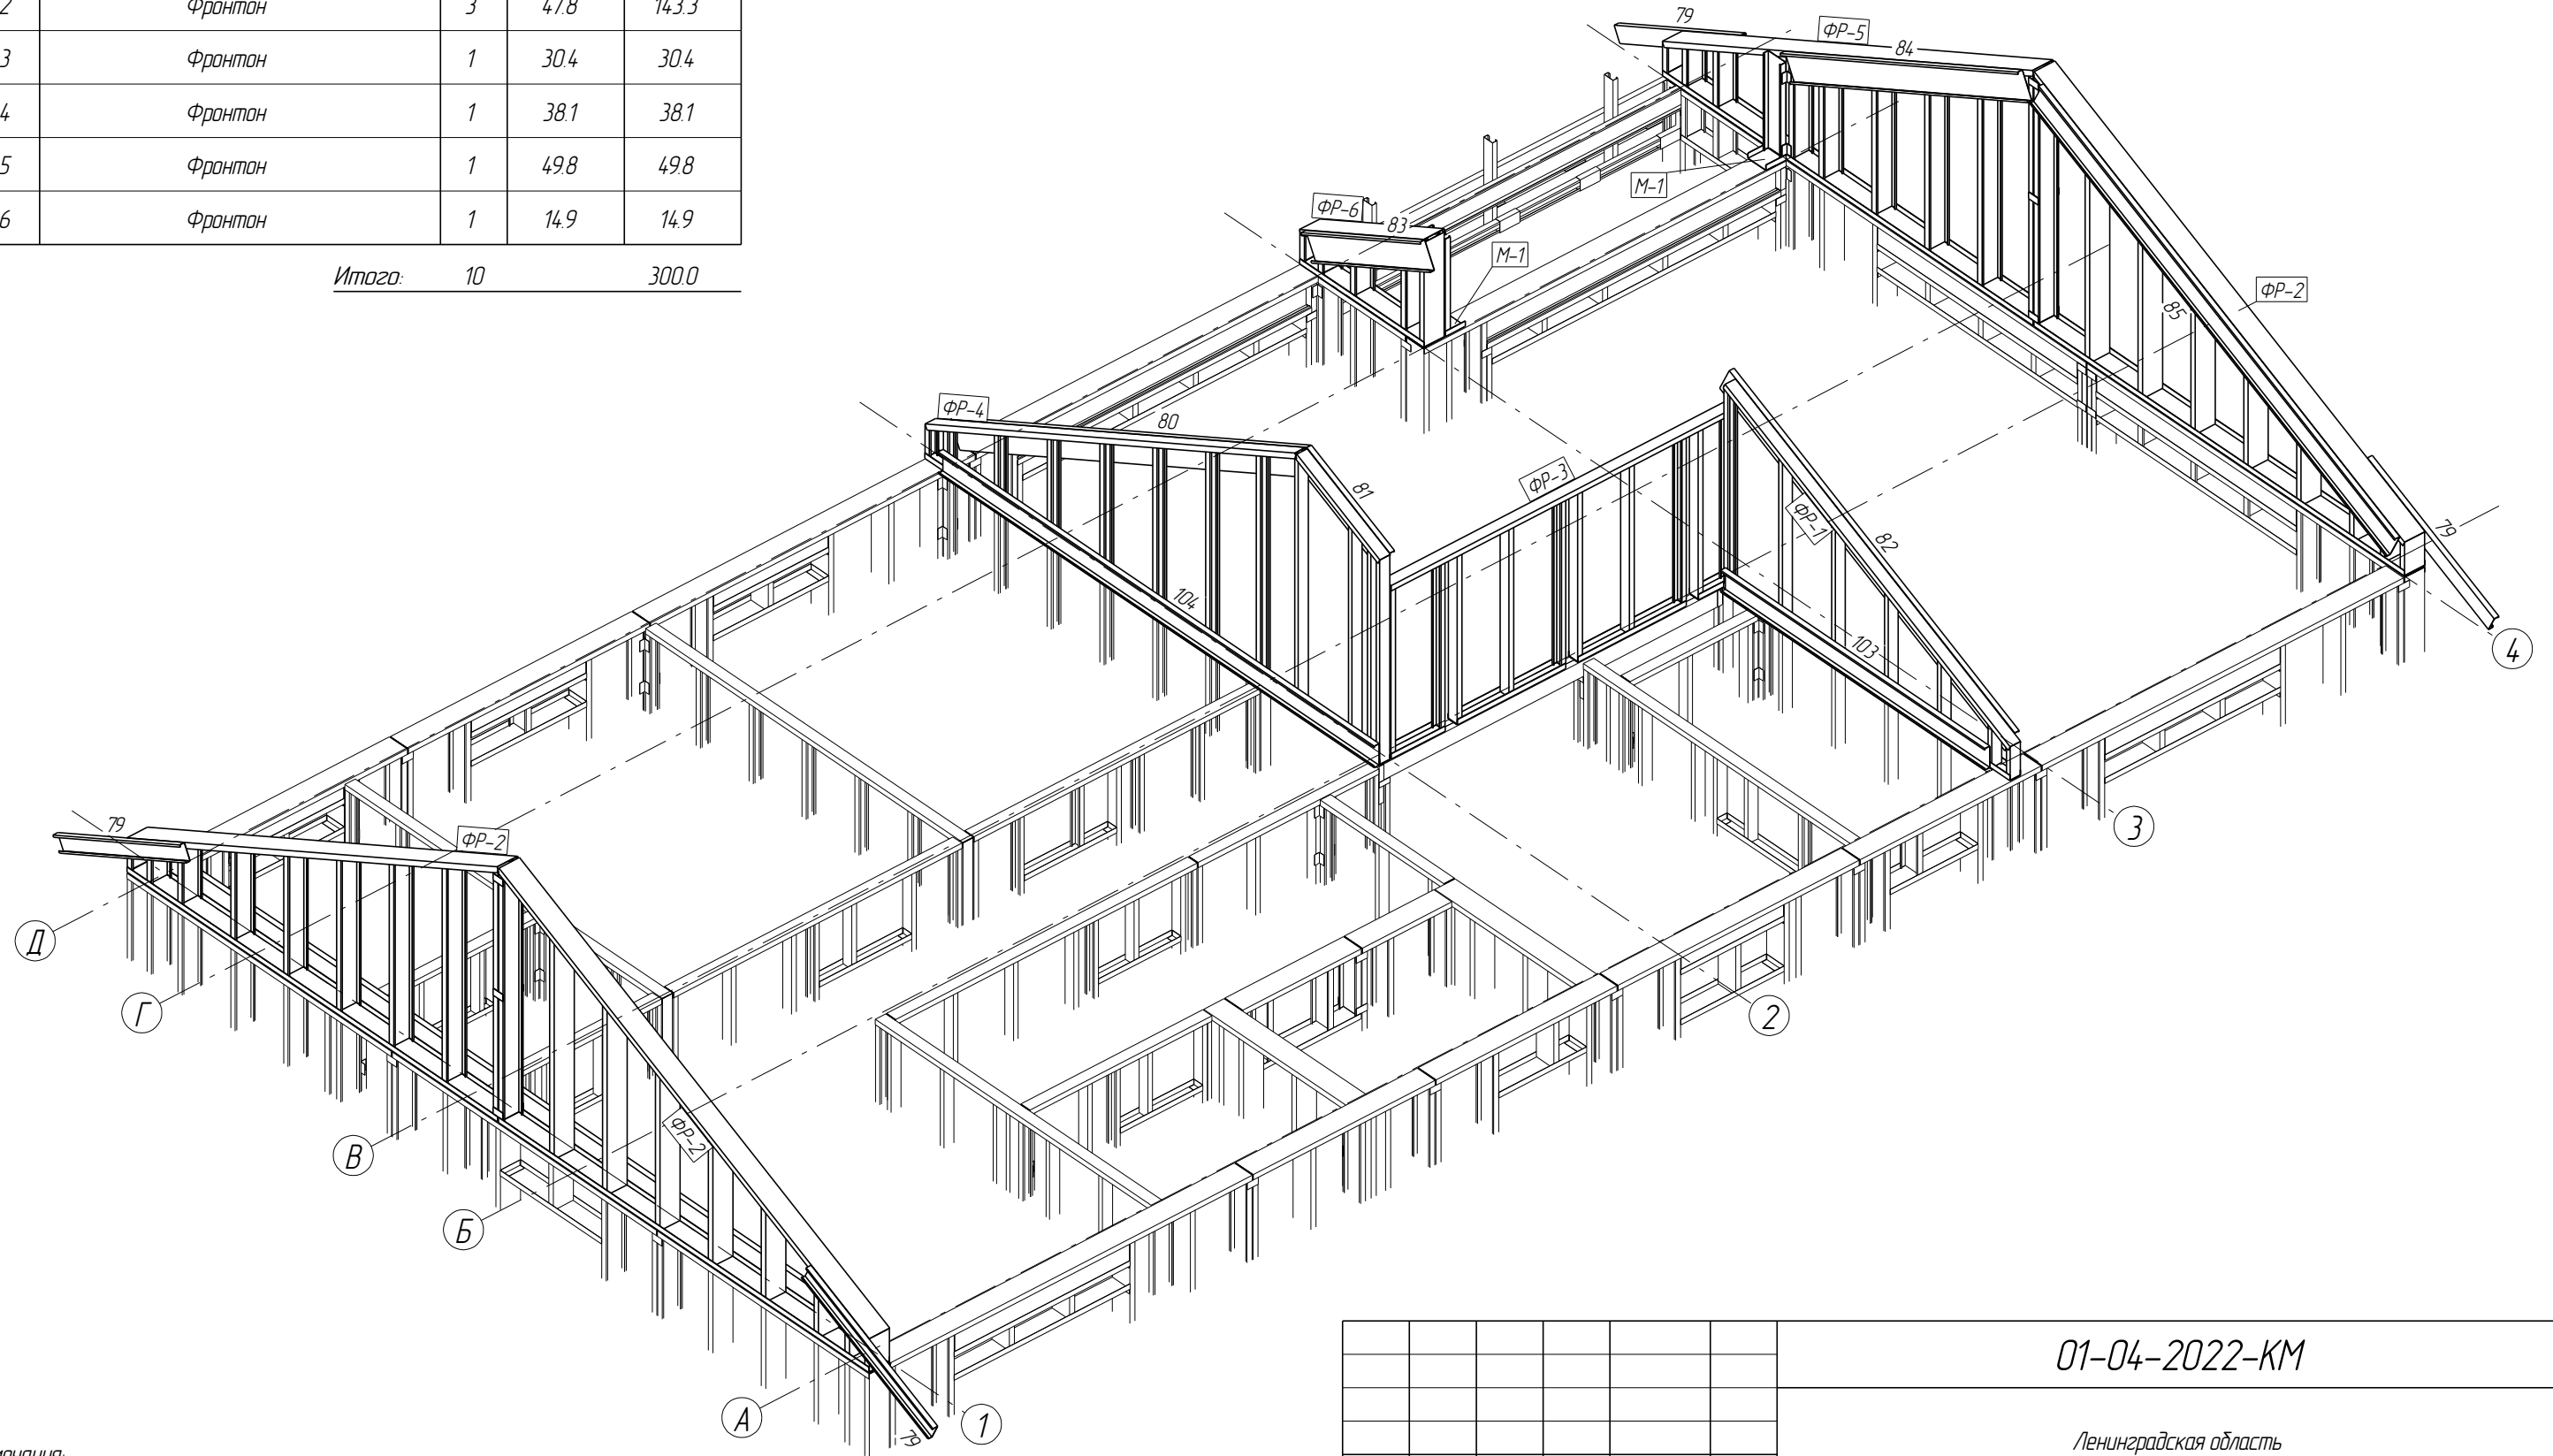 2 Фронтон 3 47.8 143.3
3 Фронтон 1 30.4 30.4
4 Фронтон 1 38.1 38.1
5 Фронтон 1 49.8 49.8
6 Фронтон 1 14.9 14.9
Итого: 10 300.0
79
ФР-5
84
М-1
ФР-6
83
М-1
ФР-2
85
ФР-4
80
81
ФР-3
ФР-1
82
79
104
103
4
3
79
ФР-2
Д
Г
2
ФР-2
В
Б
А
1
79
01-04-2022-КМ
Ленинградская область